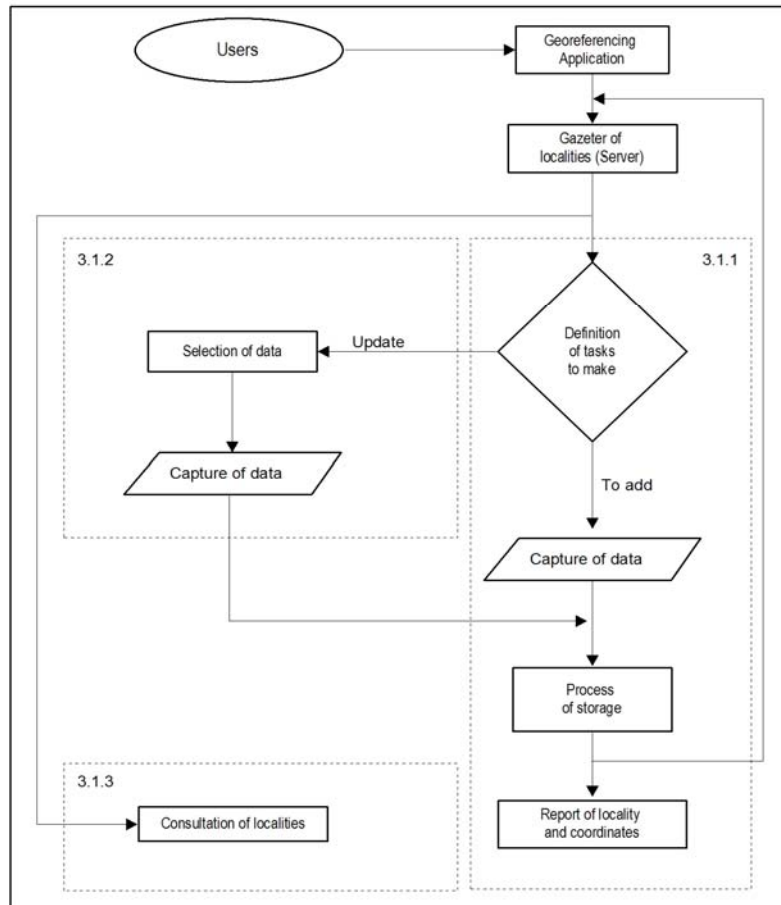 Users
Georeferencing
Application
Gazeter of
localities (Server)
3.1.2
3.1.1
Definition
of tasks
to make
Update
Selection of data
Capture of data
To add
Capture of data
Process
of storage
3.1.3
Consultation of localities
Report of locality
and coordinates